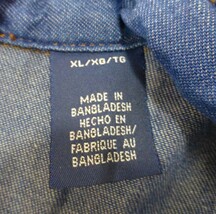 XL/XG/TG
MADE IN
BANGLADESH
HECHO EN
BANGLADESH/
FABRIQUE AU
BANGLADESH